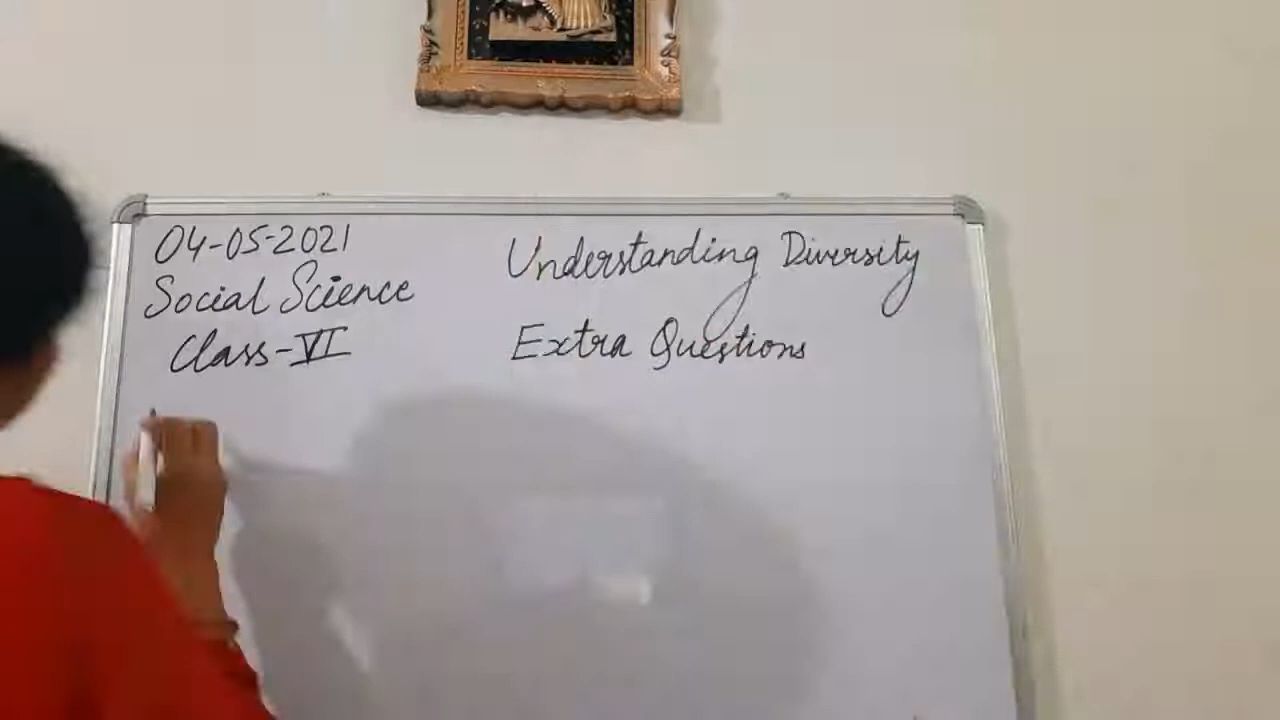 04-05-2021
Social Science
Class-VI
Understanding Diversity
Extra Questions